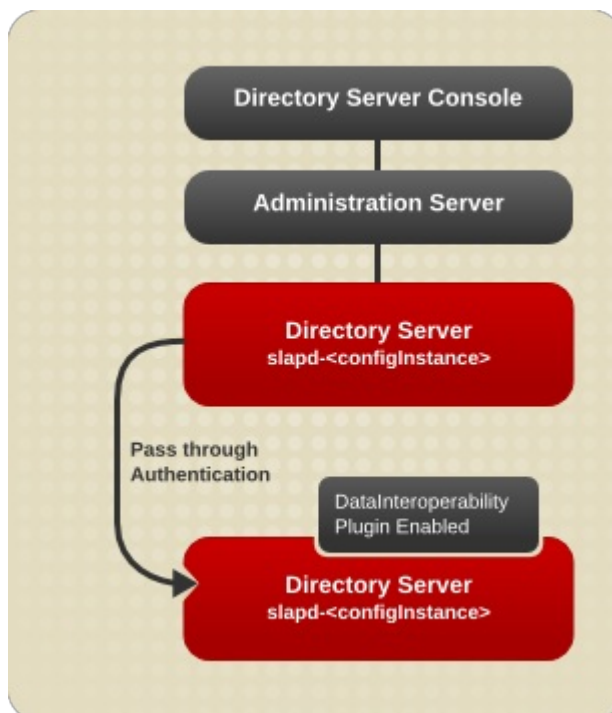 Directory Server Console
Administration Server
Directory Server
slapd-<configInstance>
Pass through
Authentication
DataInteroperability
Plugin Enabled
Directory Server
slapd-<configInstance>